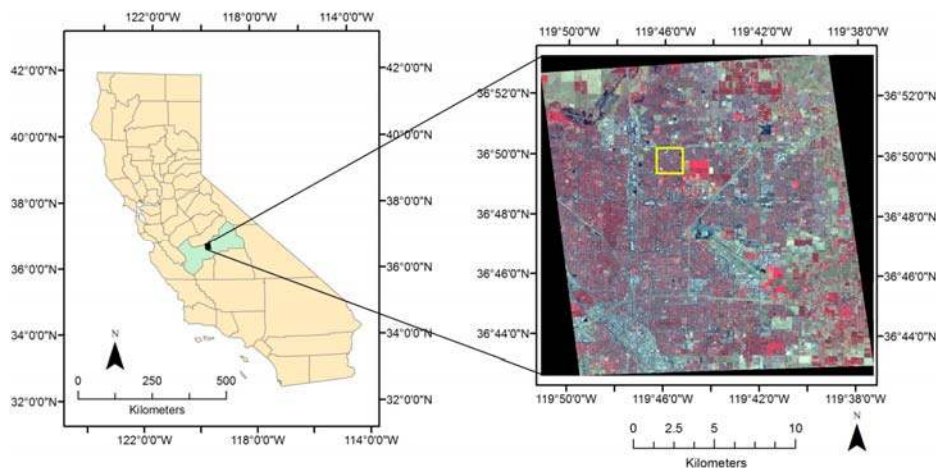 122°0'0"W 118°0'0"W 114°0'0"W
42°0'0"N
40°0'0"N
38°0'0"N
36°0'0"N
34°0'0"N
32°0'0"N
42°0'0"N
40°0'0"N
38°0'0"N
36°0'0"N
34°0'0"N
32°0'0"N
N
0 250 500
Kilometers
122°0'0"W 118°0'0"W 114°0'0"W
119°50'0"W 119°46'0"W 119°42'0"W 119°38'0"W
36°52'0"N
36°50'0"N
36°48'0"N
36°46'0"N
36°44'0"N
36°52'0"N
36°50'0"N
36°48'0"N
36°46'0"N
36°44'0"N
119°50'0"W 119°46'0"W 119°42'0"W 119°38'0"W
0 2.5 5 10
Kilometers
N